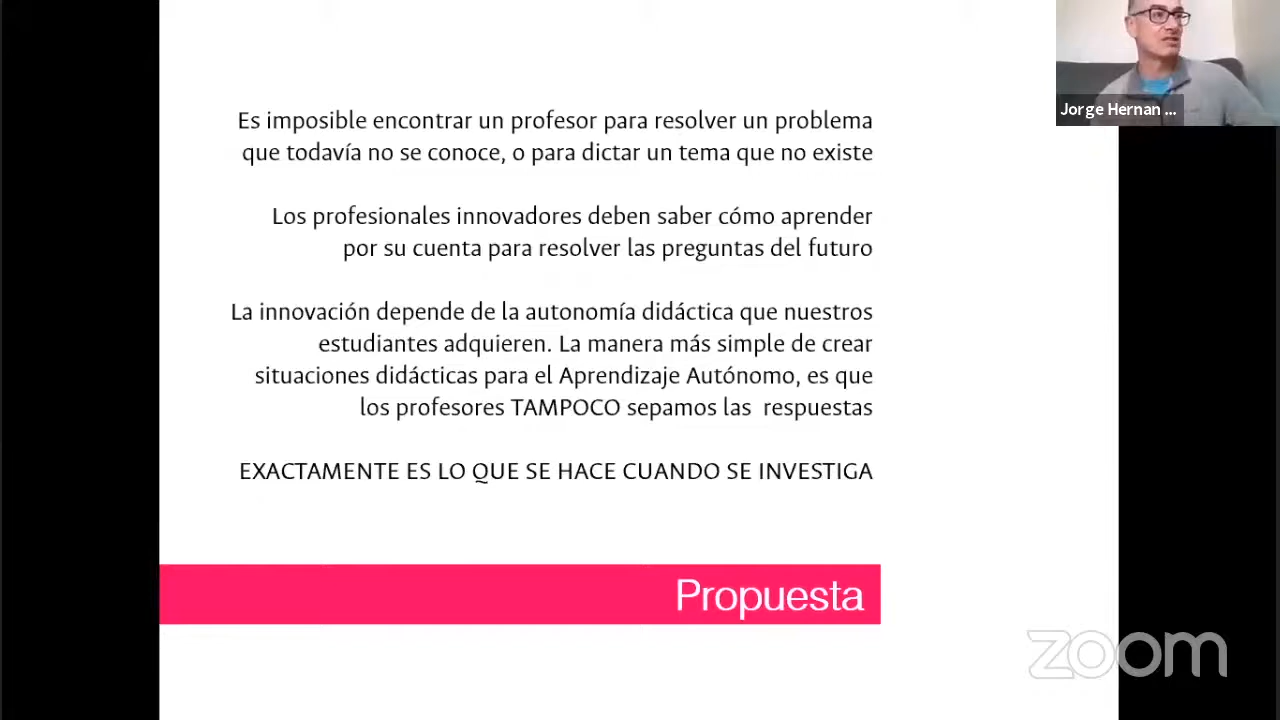 Jorge Hernan ...
Es imposible encontrar un profesor para resolver un problema
que todavía no se conoce, o para dictar un tema que no existe
Los profesionales innovadores deben saber cómo aprender
por su cuenta para resolver las preguntas del futuro
La innovación depende de la autonomía didáctica que nuestros
estudiantes adquieren. La manera más simple de crear
situaciones didácticas para el Aprendizaje Autónomo, es que
los profesores TAMPOCO sepamos las respuestas
EXACTAMENTE ES LO QUE SE HACE CUANDO SE INVESTIGA
Propuesta
zoom